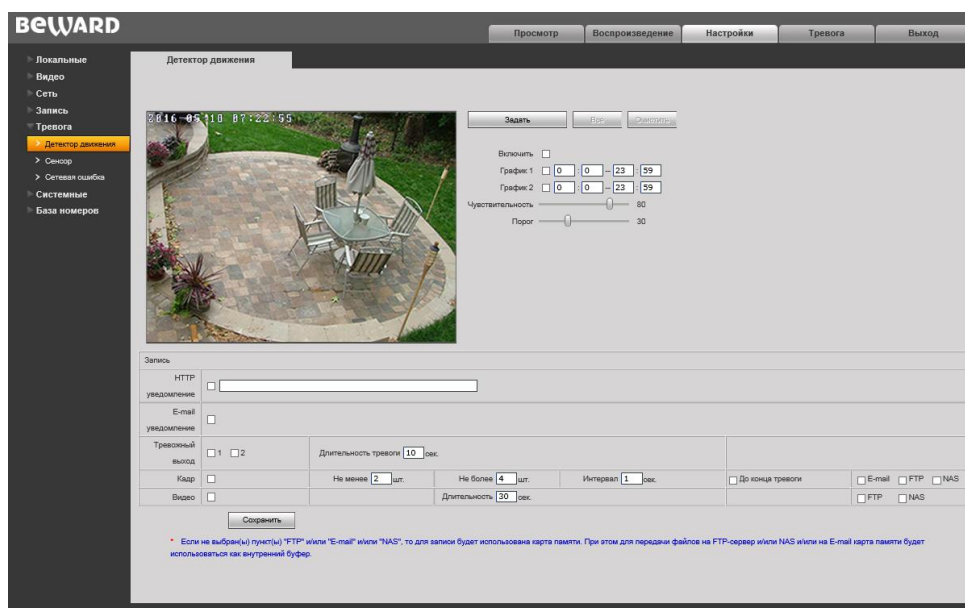 BEWARD
Просмотр
Воспроизведение
Настройки
Тревога
Выход
Локальные
Видео
Сеть
Запись
Тревога
Детектор движения
Сенсор
Сетевая ошибка
Системные
База номеров
Детектор движения
2016-05-18 07:22:55
Задать Все Очистить
Включить
График 1 0 : 0 – 23 : 59
График 2 0 : 0 – 23 : 59
Чувствительность 80
Порог 30
Запись
HTTP
уведомление
E-mail
уведомление
Тревожный
выход
1 2 Длительность тревоги 10 сек.
Кадр Не менее 2 шт. Не более 4 шт. Интервал 1 сек. До конца тревоги E-mail FTP NAS
Видео Длительность 30 сек. FTP NAS
Сохранить
* Если не выбран(ы) пункт(ы) "FTP" и/или "E-mail" и/или "NAS", то для записи будет использована карта памяти. При этом для передачи файлов на FTP-сервер и/или NAS и/или на E-mail карта памяти будет
использоваться как внутренний буфер.